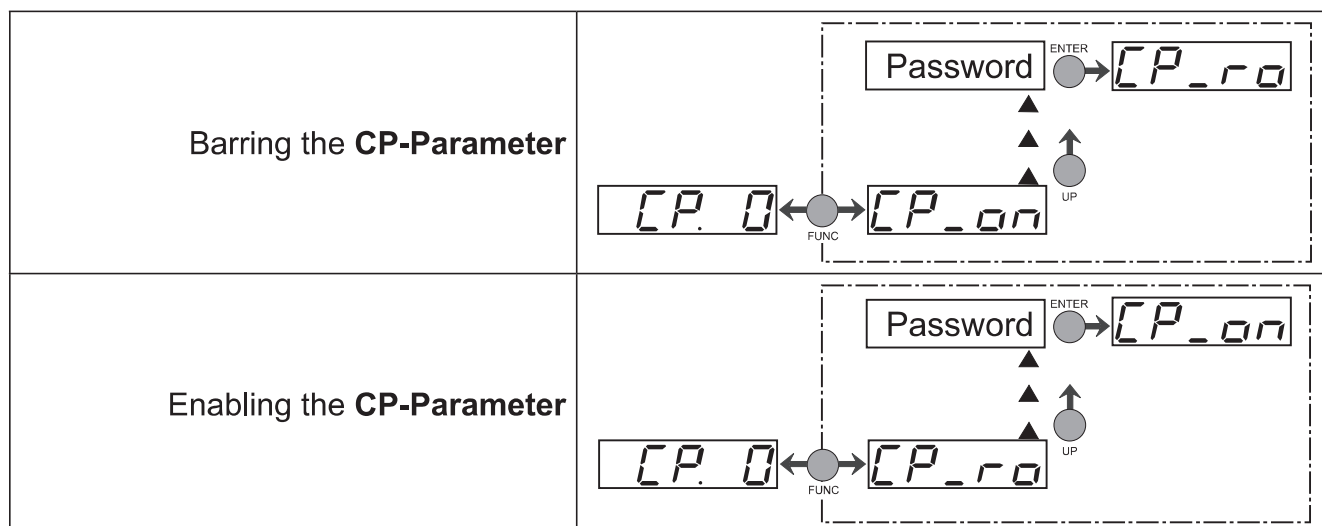 Barring the CP-Parameter
Password ENTER CP_ro
UP
CP. 0 FUNC CP_on
Enabling the CP-Parameter
Password ENTER CP_on
UP
CP. 0 FUNC CP_ro